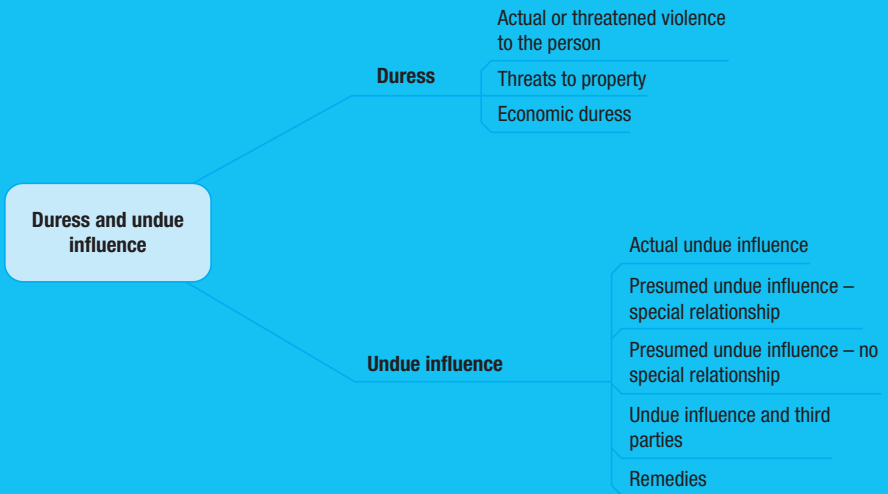 Actual or threatened violence
to the person
Duress
Threats to property
Economic duress
Duress and undue
influence
Actual undue influence
Presumed undue influence –
special relationship
Undue influence
Presumed undue influence – no
special relationship
Undue influence and third
parties
Remedies